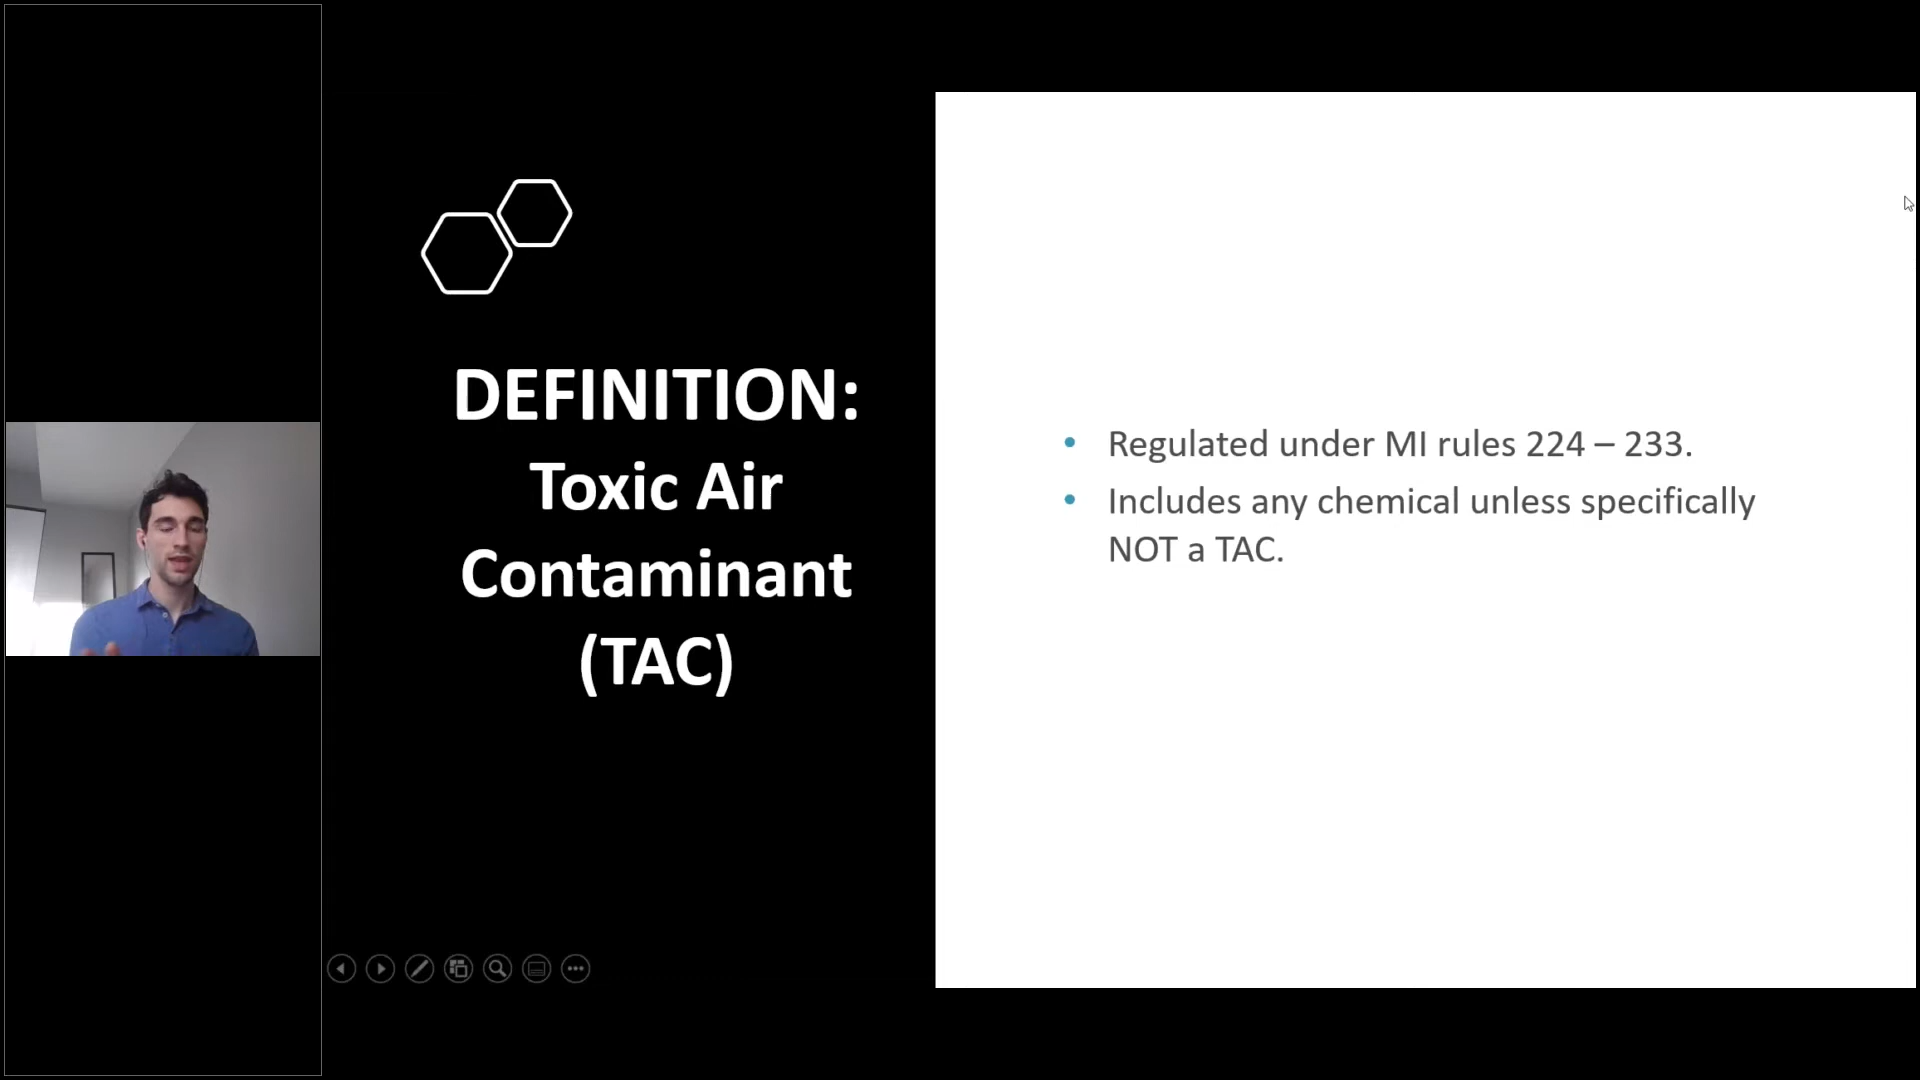 DEFINITION:
Toxic Air
Contaminant
(TAC)
• Regulated under MI rules 224 – 233.
• Includes any chemical unless specifically
NOT a TAC.